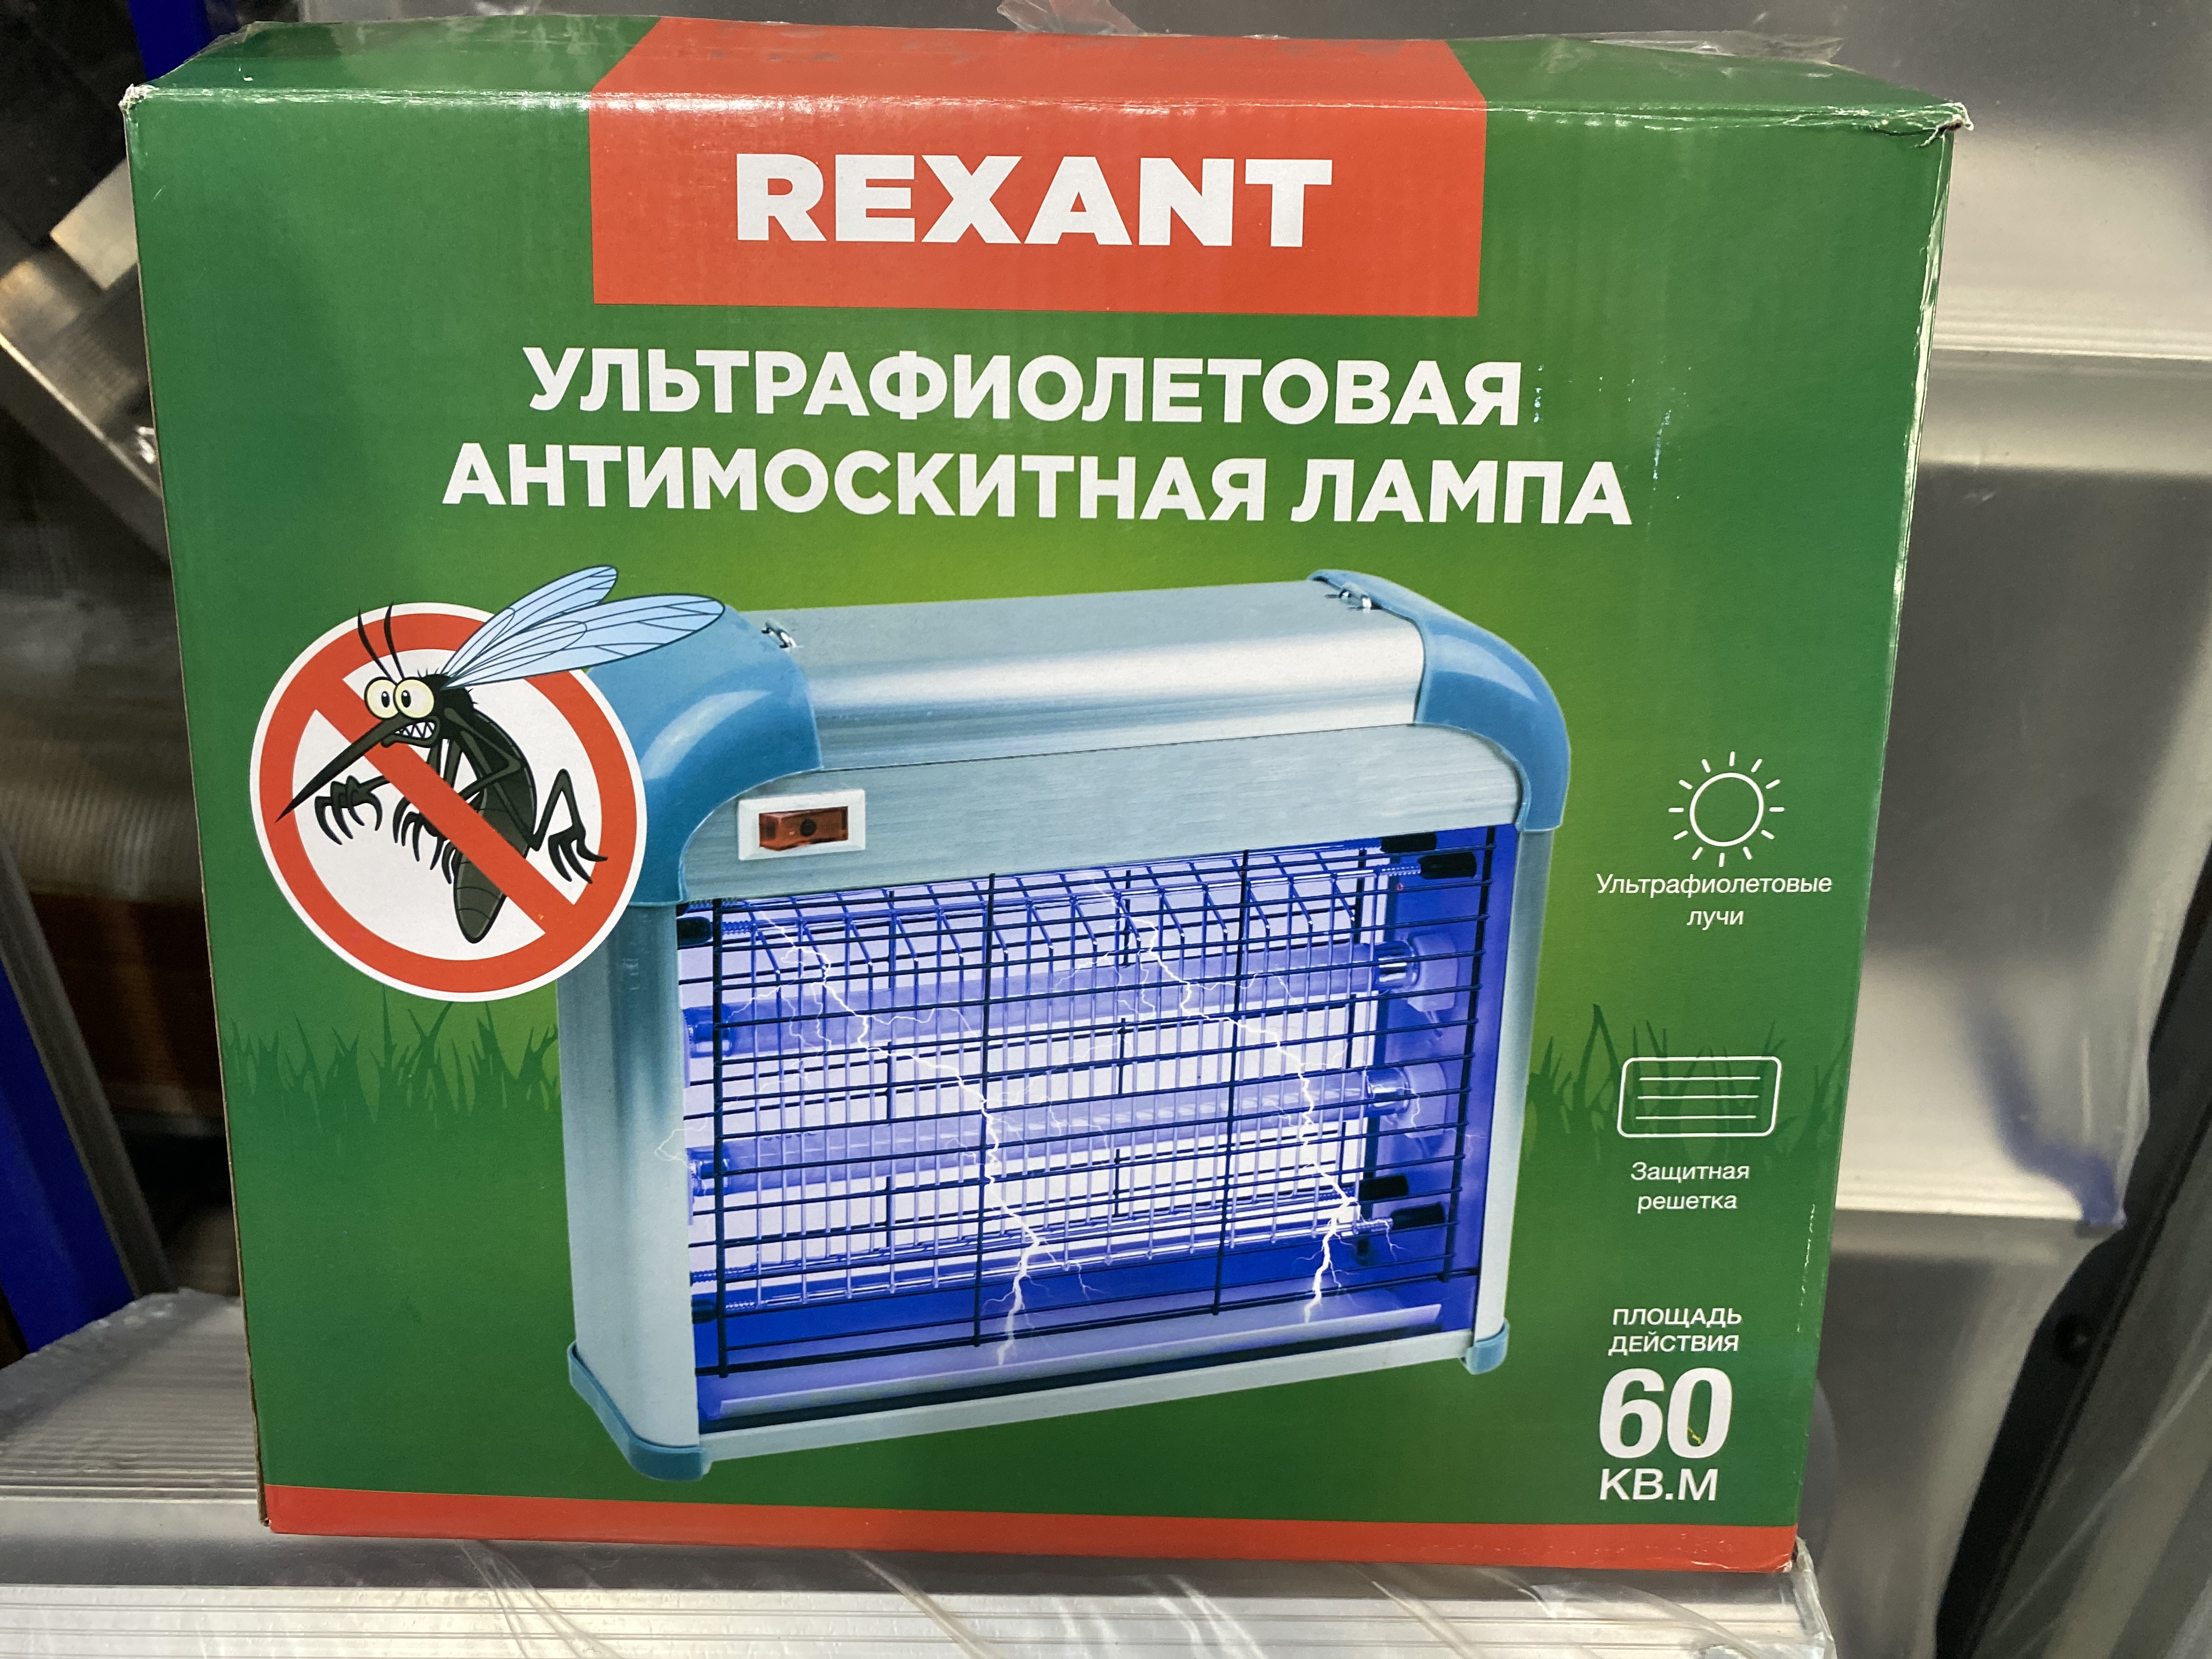 REXANT
УЛЬТРАФИОЛЕТОВАЯ
АНТИМОСКИТНАЯ ЛАМПА
Ультрафиолетовые
лучи
Защитная
решетка
ПЛОЩАДЬ
ДЕЙСТВИЯ
60
КВ.М